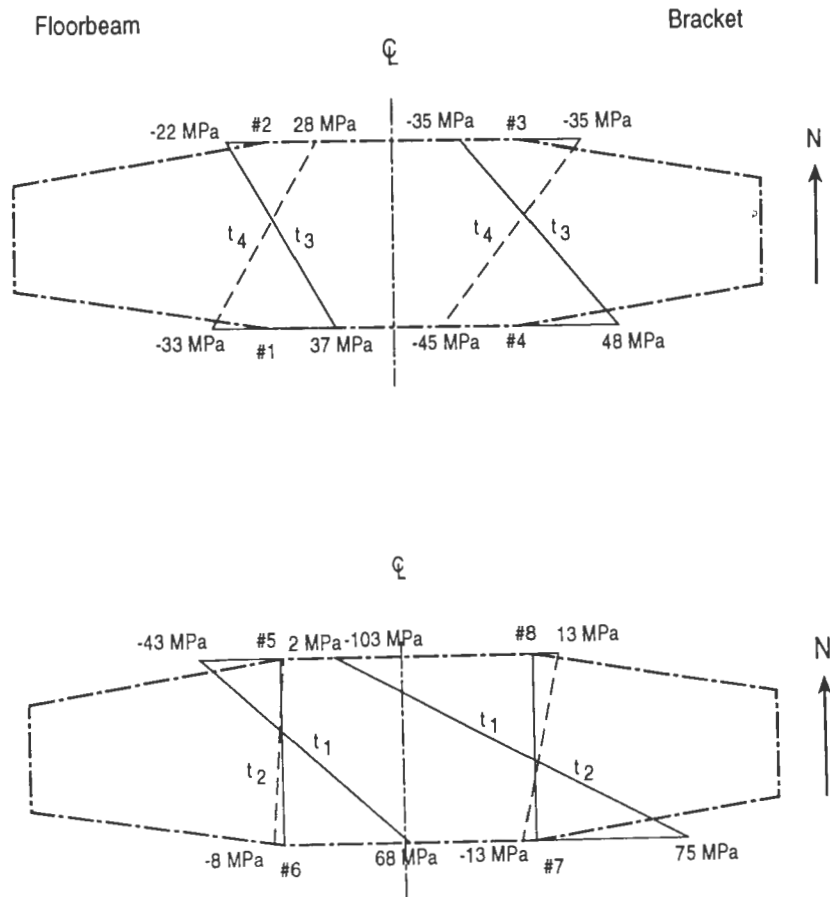 Floorbeam Bracket
℄
-22 MPa #2 28 MPa -35 MPa #3 -35 MPa
N
t4 t3 t4 t3
-33 MPa #1 37 MPa -45 MPa #4 48 MPa
℄
-43 MPa #5 2 MPa -103 MPa #8 13 MPa
N
t1 t1
t2 t2
-8 MPa #6 68 MPa -13 MPa #7 75 MPa